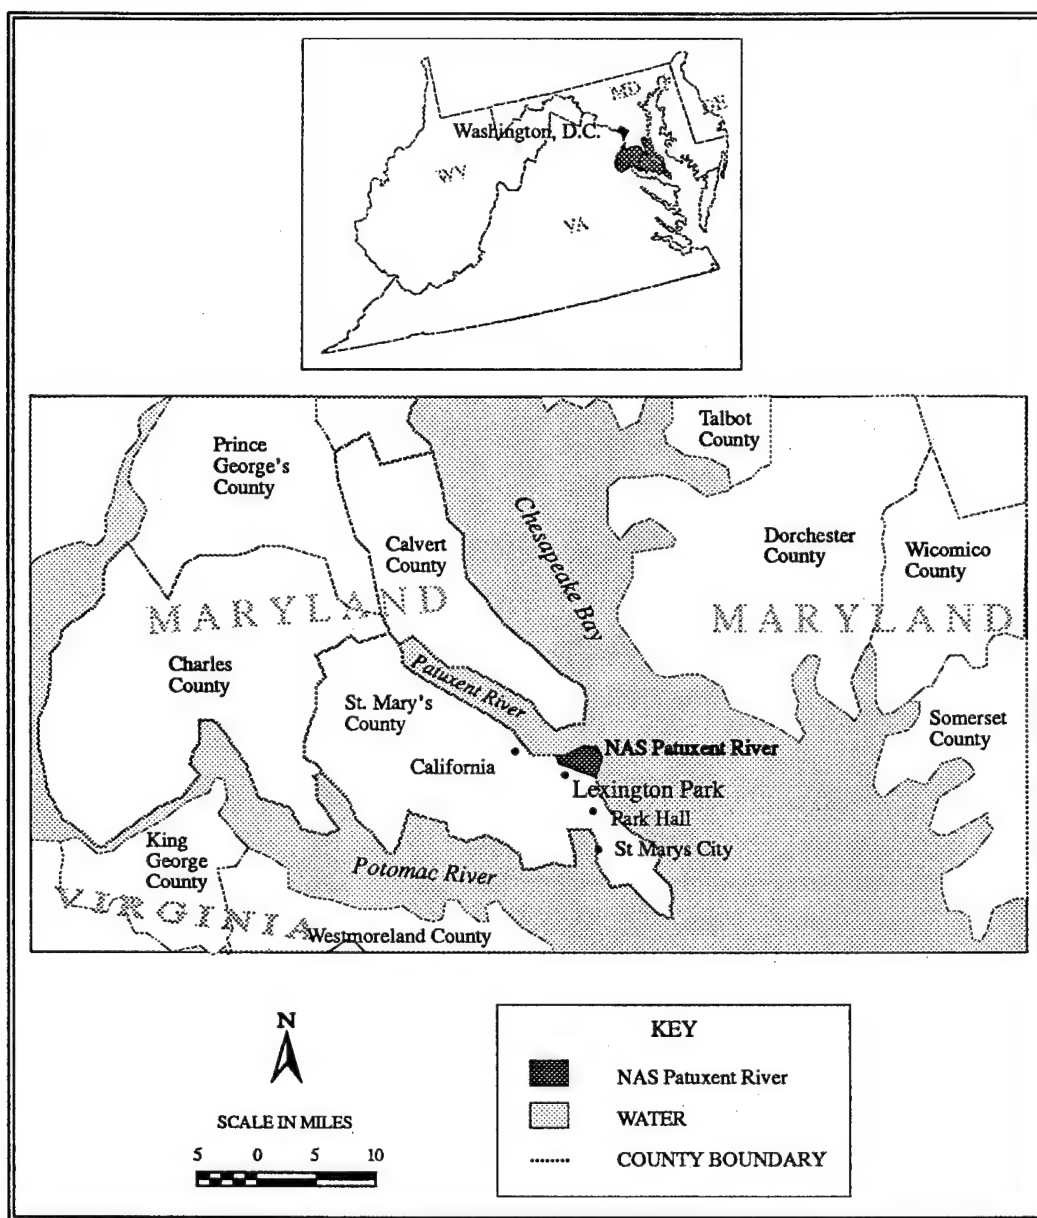 MD
DE
Washington, D.C.
WV
VA
Talbot
County
Prince
George's
County
Chesapeake Bay
Calvert
County
Dorchester
County
Wicomico
County
MARYLAND
MARYLAND
Charles
County
Patuxent River
St. Mary's
County
Somerset
County
NAS Patuxent River
California
Lexington Park
Park Hall
St Marys City
King
George
County
Potomac River
VIRGINIA
Westmoreland County
N
SCALE IN MILES
5 0 5 10
KEY
NAS Patuxent River
WATER
COUNTY BOUNDARY